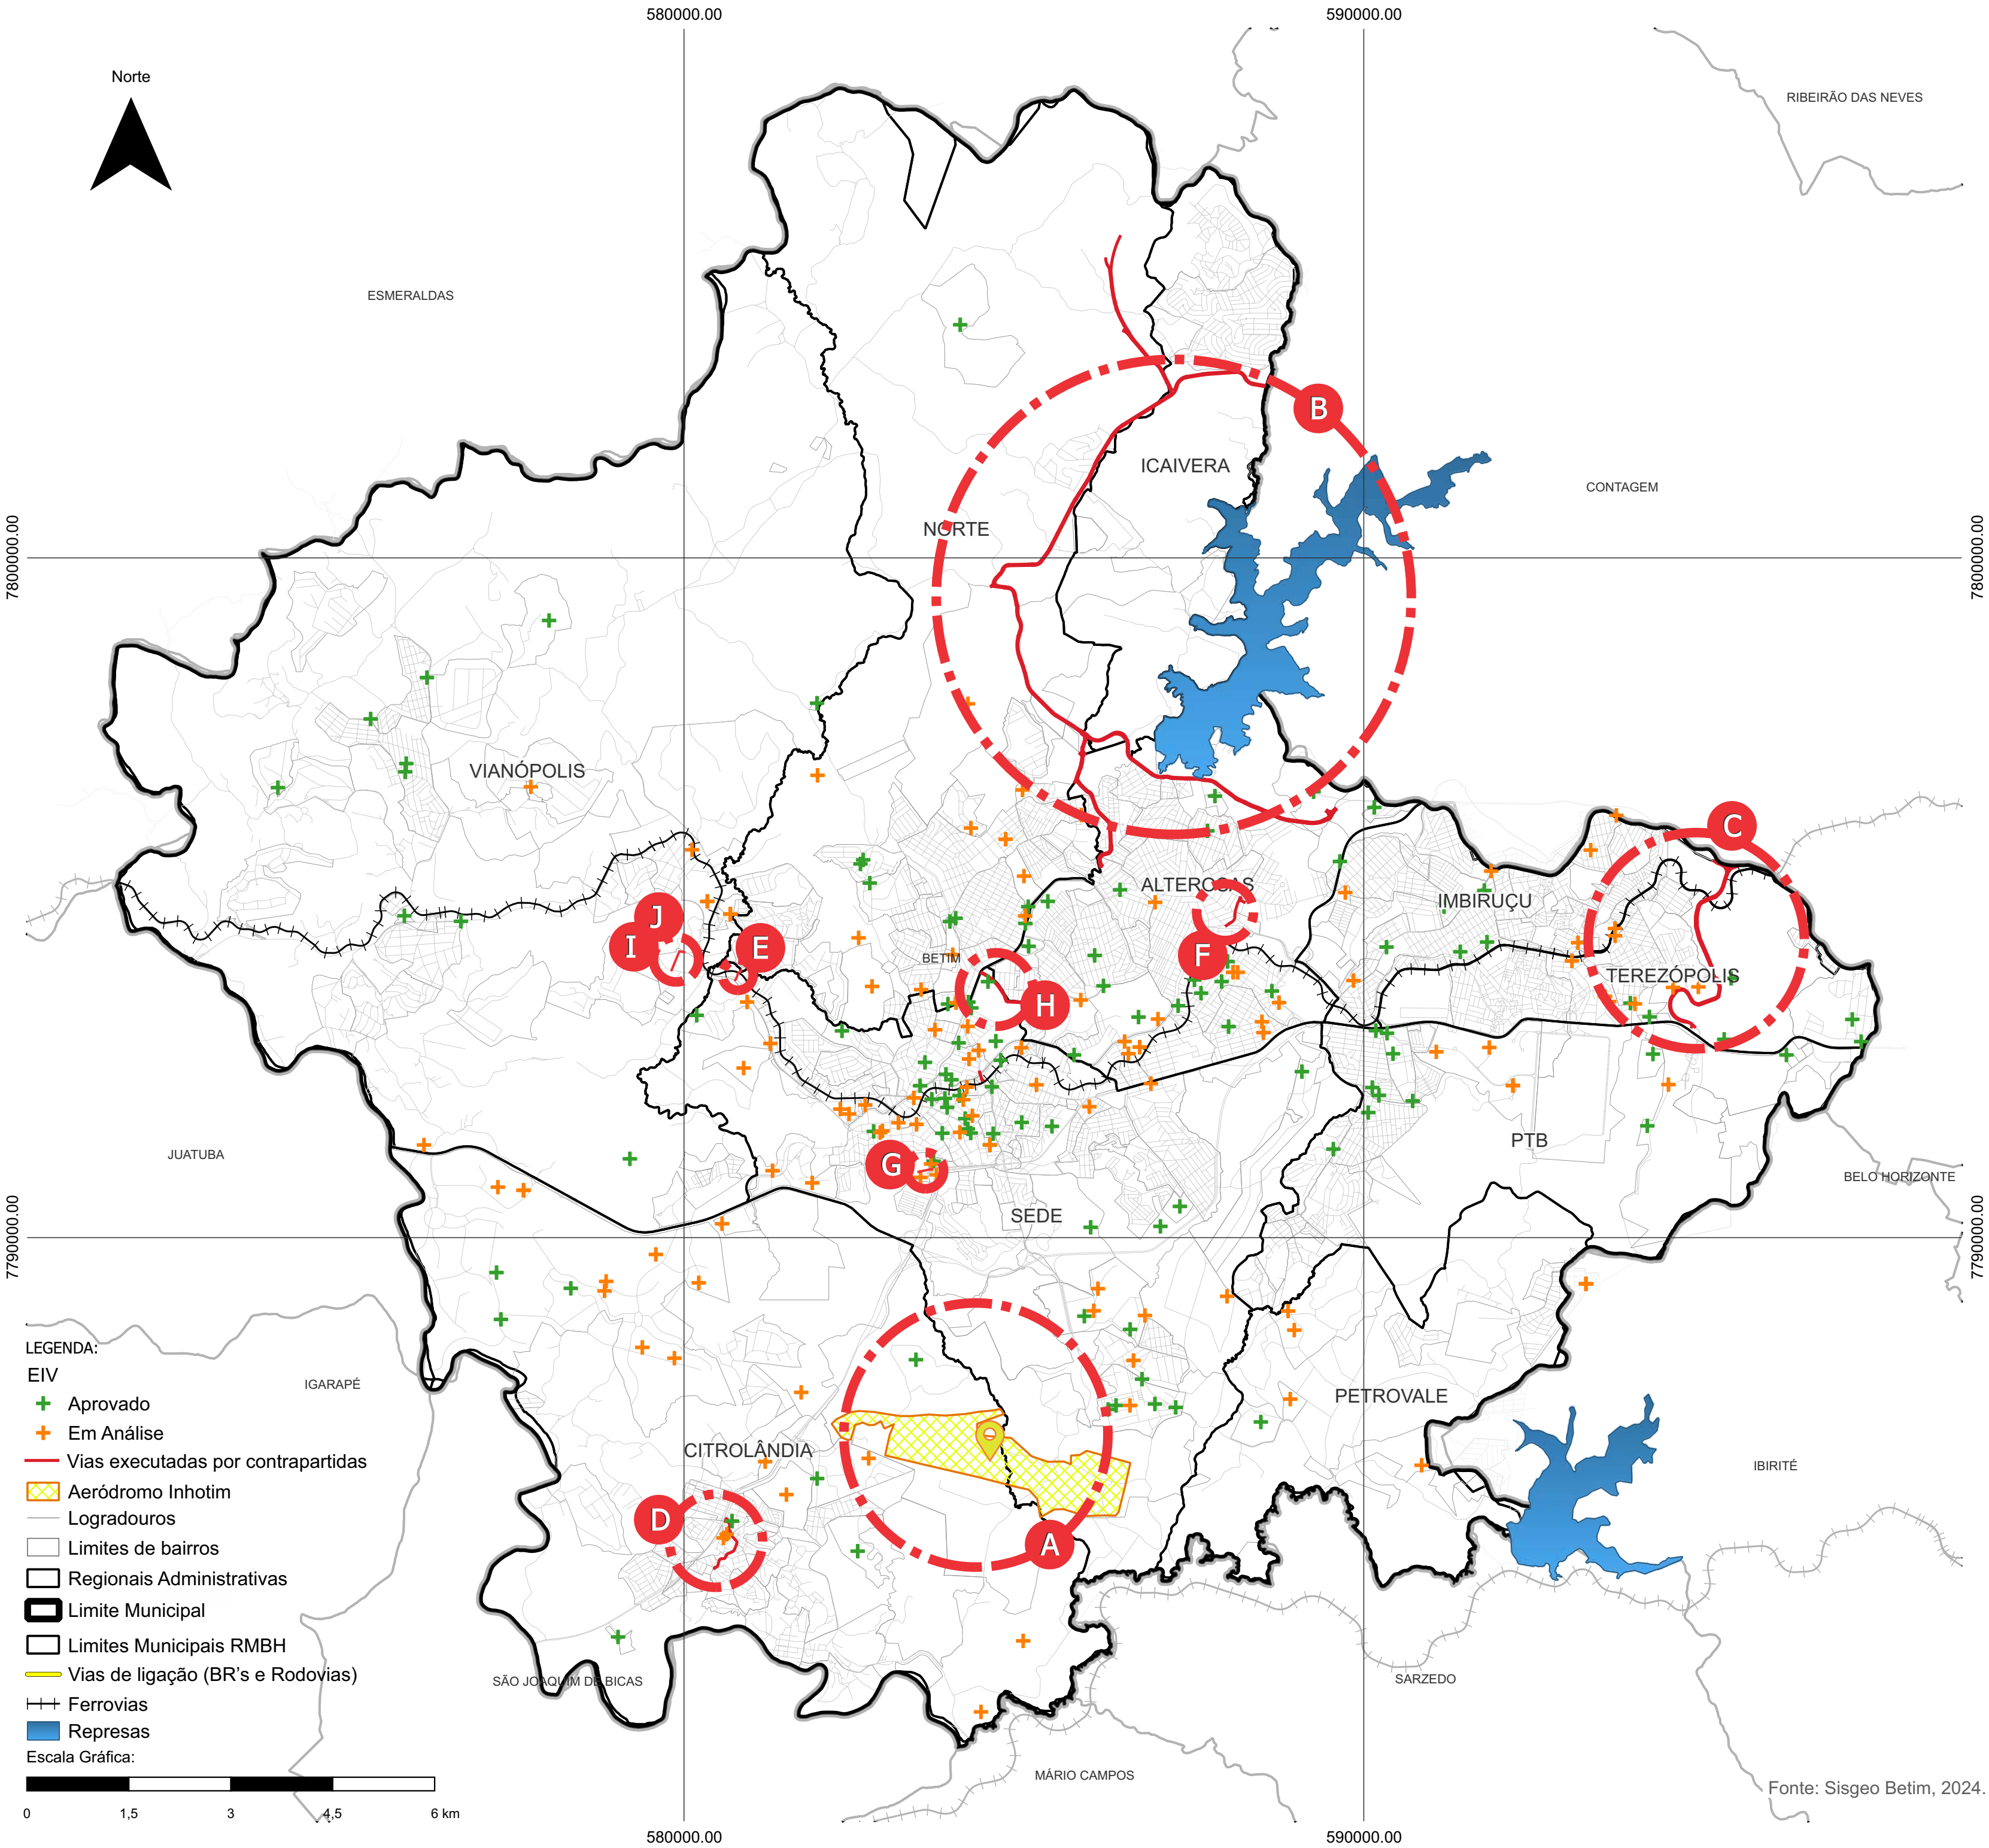 580000.00
590000.00
Norte
RIBEIRÃO DAS NEVES
ESMERALDAS
B
ICAIVERA
CONTAGEM
NORTE
7800000.00
7800000.00
VIANÓPOLIS
C
ALTEROSAS
IMBIRUÇU
J
I
E
F
BETIM
TEREZÓPOLIS
H
PTB
JUATUBA
G
BELO HORIZONTE
SEDE
7790000.00
7790000.00
LEGENDA:
EIV
Aprovado
Em Análise
Vias executadas por contrapartidas
Aeródromo Inhotim
Logradouros
Limites de bairros
Regionais Administrativas
Limite Municipal
Limites Municipais RMBH
Vias de ligação (BR's e Rodovias)
Ferrovias
Represas
Escala Gráfica:
0 1,5 3 4,5 6 km
IGARAPÉ
PETROVALE
CITROLÂNDIA
IBIRITÉ
D
A
SÃO JOAQUIM DE BICAS
SARZEDO
MÁRIO CAMPOS
Fonte: Sisgeo Betim, 2024.
580000.00
590000.00